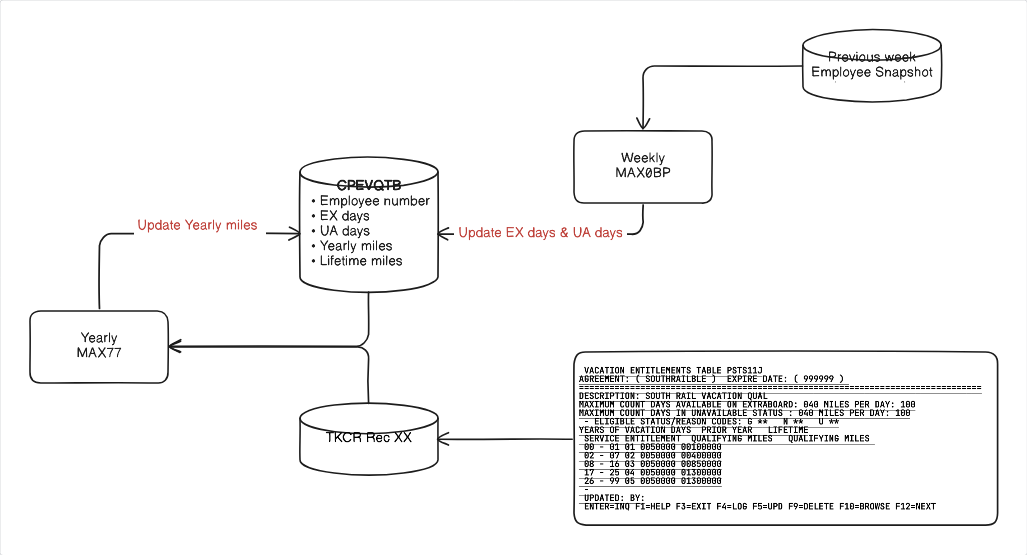 Previous week
Employee Snapshot
Weekly
MAX0BP
CPEVQTB
• Employee number
• EX days
• UA days
• Yearly miles
• Lifetime miles
Update Yearly miles
Update EX days & UA days
Yearly
MAX77
TKCR Rec XX
VACATION ENTITLEMENTS TABLE PSTS11J
AGREEMENT: ( SOUTHRAILBLE ) EXPIRE DATE: ( 999999 )
================================================================================
DESCRIPTION: SOUTH RAIL VACATION QUAL
MAXIMUM COUNT DAYS AVAILABLE ON EXTRABOARD: 040 MILES PER DAY: 100
MAXIMUM COUNT DAYS IN UNAVAILABLE STATUS : 040 MILES PER DAY: 100
- ELIGIBLE STATUS/REASON CODES: G ** N ** U **
YEARS OF VACATION DAYS PRIOR YEAR LIFETIME
SERVICE ENTITLEMENT QUALIFYING MILES QUALIFYING MILES
00 - 01 01 0050000 00100000
02 - 07 02 0050000 00400000
08 - 16 03 0050000 00850000
17 - 25 04 0050000 01300000
26 - 99 05 0050000 01300000
-
UPDATED: BY:
ENTER=INQ F1=HELP F3=EXIT F4=LOG F5=UPD F9=DELETE F10=BROWSE F12=NEXT